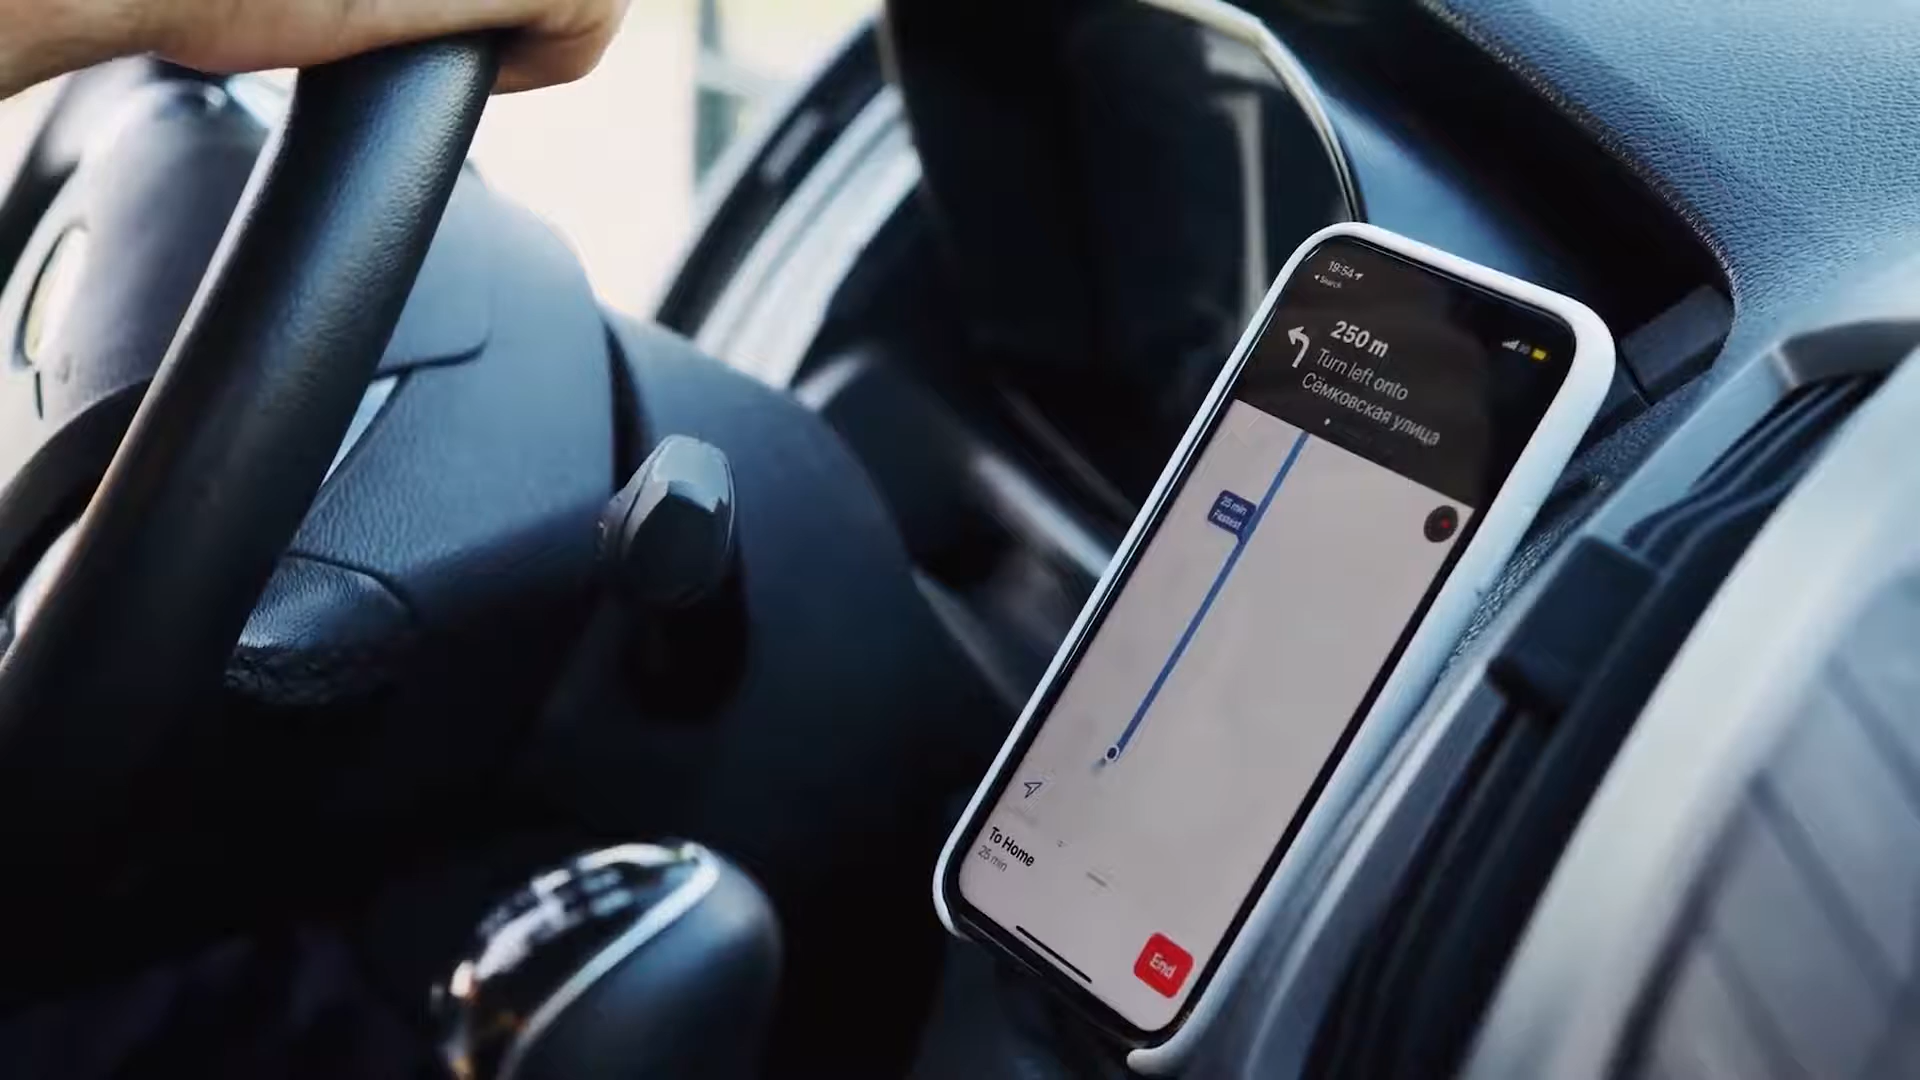 19:54
Search
250 m
Turn left onto
Сёмковская улица
25 min
Fastest
To Home
25 min
End